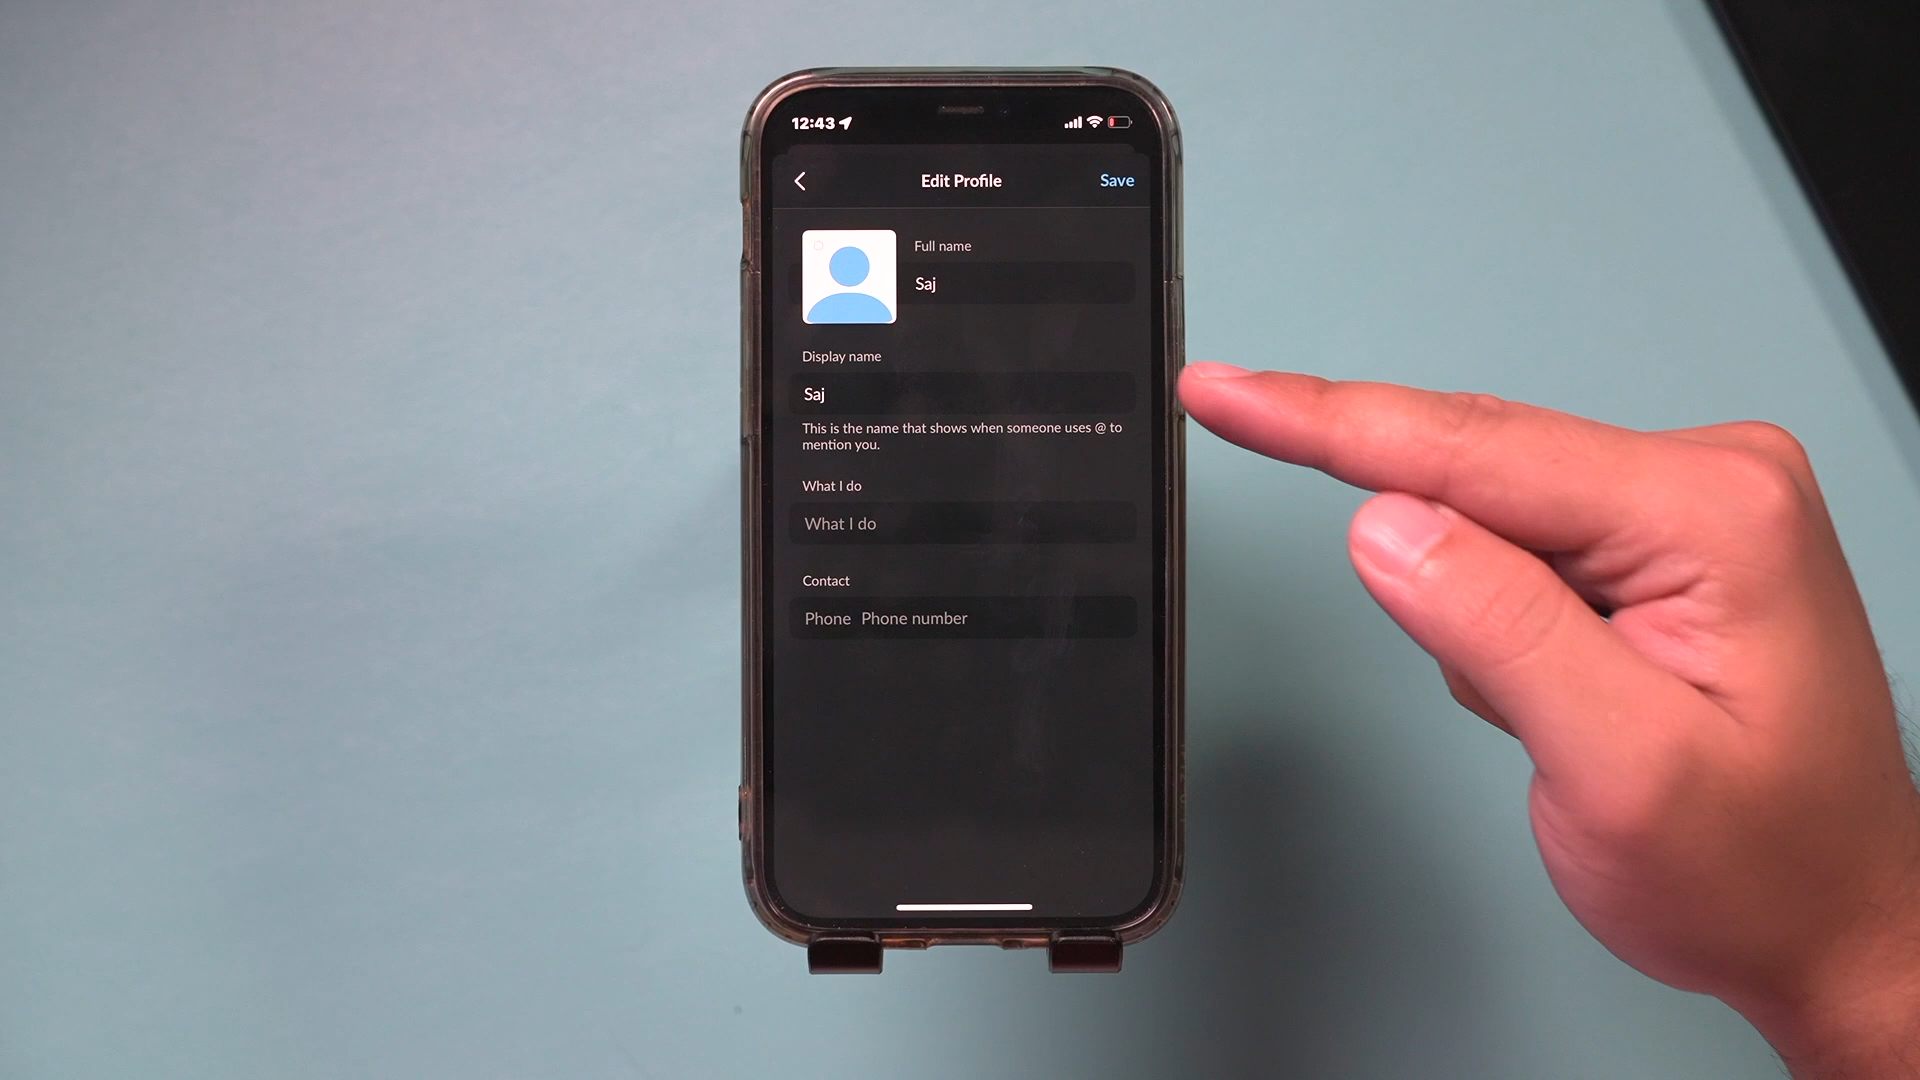 12:43
Edit Profile
Save
Full name
Saj
Display name
Saj
This is the name that shows when someone uses @ to
mention you.
What I do
What I do
Contact
Phone Phone number